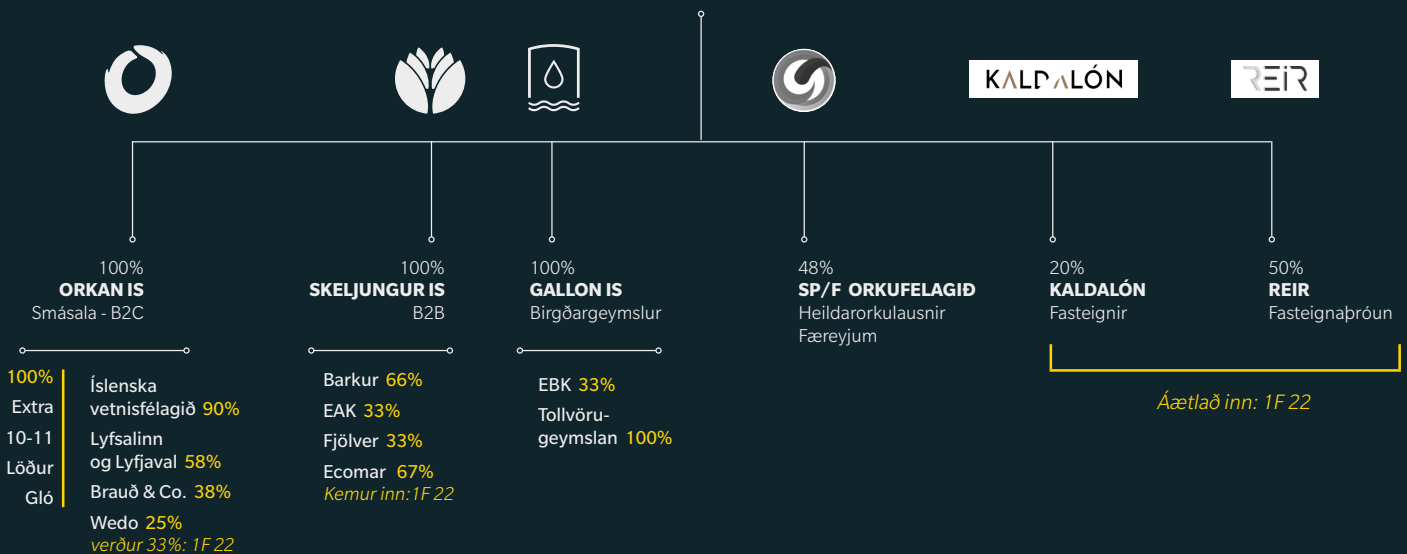 KALDALÓN
REIR
100%
ORKAN IS
Smásala - B2C
100%
Extra
10-11
Löður
Gló
Íslenska
vetnisfélagið 90%
Lyfsalinn
og Lyfjaval 58%
Brauð & Co. 38%
Wedo 25%
verður 33%: 1F 22
100%
SKELJUNGUR IS
B2B
Barkur 66%
EAK 33%
Fjölver 33%
Ecomar 67%
Kemur inn:1F 22
100%
GALLON IS
Birgðargeymslur
EBK 33%
Tollvöru-
geymslan 100%
48%
SP/F ORKUFELAGIÐ
Heildarorkulausnir
Færeyjum
20%
KALDALÓN
Fasteignir
50%
REIR
Fasteignaþróun
Áætlað inn: 1F 22